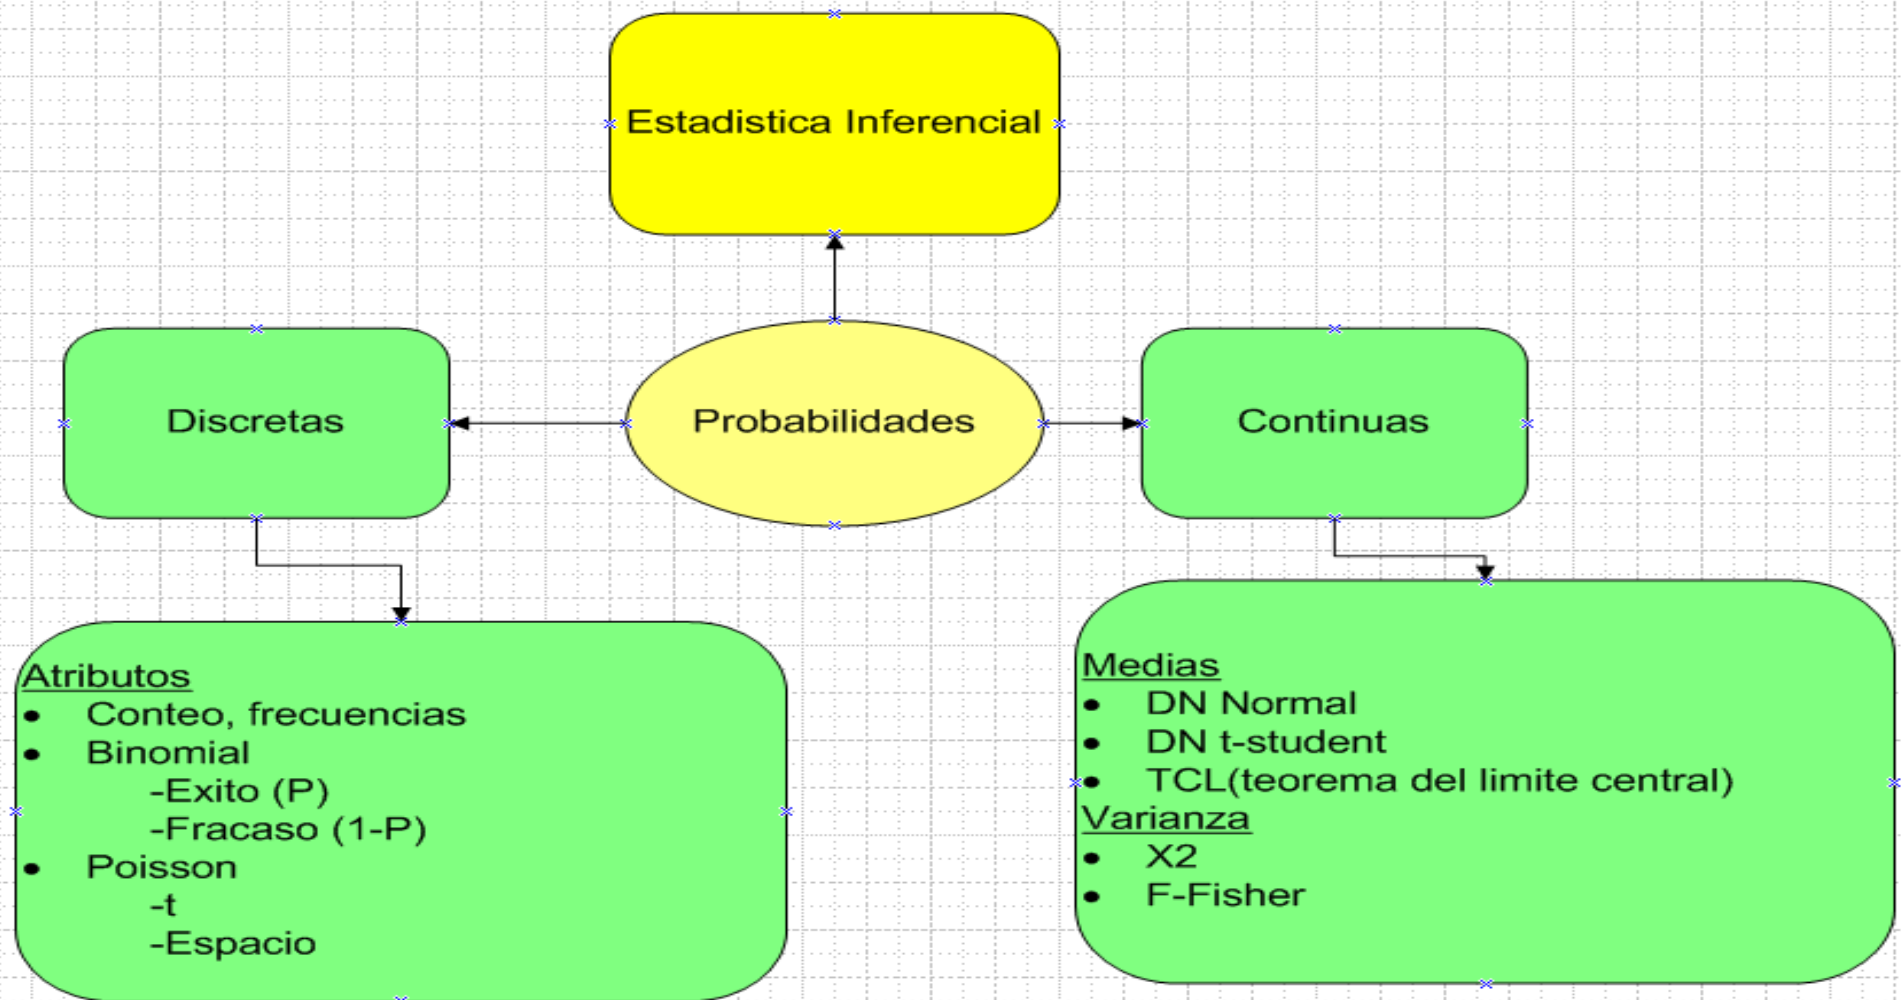 Estadistica Inferencial
Discretas
Probabilidades
Continuas
Atributos
• Conteo, frecuencias
• Binomial
-Exito (P)
-Fracaso (1-P)
• Poisson
-t
-Espacio
Medias
• DN Normal
• DN t-student
• TCL(teorema del limite central)
Varianza
• X2
• F-Fisher